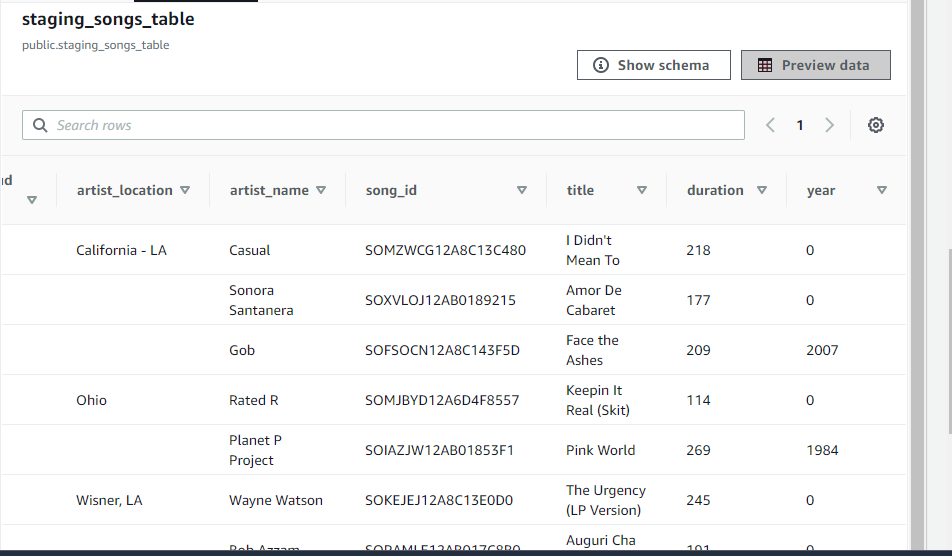 staging_songs_table
public.staging_songs_table
Show schema
Preview data
Search rows
1
artist_location
artist_name
song_id
title
duration
year
California - LA
Casual
SOMZWCG12A8C13C480
I Didn't
Mean To
218
0
Sonora
Santanera
SOXVLOJ12AB0189215
Amor De
Cabaret
177
0
Gob
SOFSOCN12A8C143F5D
Face the
Ashes
209
2007
Ohio
Rated R
SOMJBYD12A6D4F8557
Keepin It
Real (Skit)
114
0
Planet P
Project
SOIAZJW12AB01853F1
Pink World
269
1984
Wisner, LA
Wayne Watson
SOKEJEJ12A8C13E0D0
The Urgency
(LP Version)
245
0
Bob Azzam
Auguri Cha
191
0